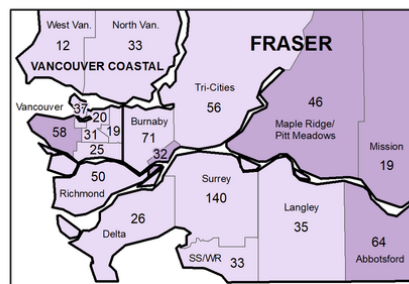 West Van.
12
North Van.
33
VANCOUVER COASTAL
FRASER
Tri-Cities
56
46
Maple Ridge/
Pitt Meadows
Mission
19
Vancouver
37
20
58
31
19
25
Burnaby
71
32
50
Richmond
Surrey
140
26
Delta
Langley
35
SS/WR
33
64
Abbotsford